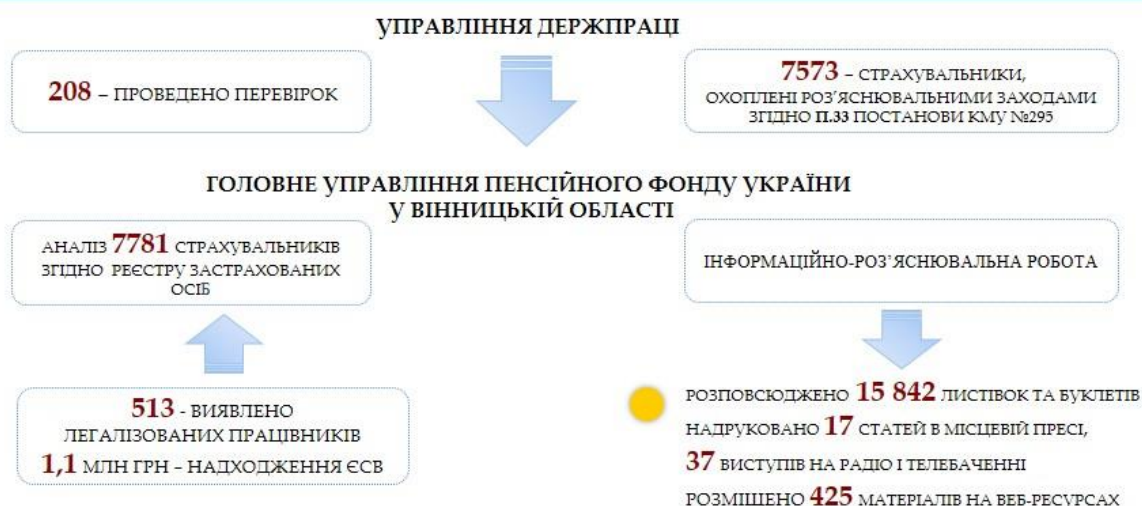 УПРАВЛІННЯ ДЕРЖПРАЦІ
208 – ПРОВЕДЕНО ПЕРЕВІРОК
7573 – СТРАХУВАЛЬНИКИ,
ОХОПЛЕНІ РОЗ’ЯСНЮВАЛЬНИМИ ЗАХОДАМИ
ЗГІДНО П.33 ПОСТАНОВИ КМУ №295
ГОЛОВНЕ УПРАВЛІННЯ ПЕНСІЙНОГО ФОНДУ УКРАЇНИ
У ВІННИЦЬКІЙ ОБЛАСТІ
АНАЛІЗ 7781 СТРАХУВАЛЬНИКІВ
ЗГІДНО РЕЄСТРУ ЗАСТРАХОВАНИХ
ОСІБ
ІНФОРМАЦІЙНО-РОЗ’ЯСНЮВАЛЬНА РОБОТА
513 - ВИЯВЛЕНО
ЛЕГАЛІЗОВАНИХ ПРАЦІВНИКІВ
1,1 МЛН ГРН – НАДХОДЖЕННЯ ЄСВ
РОЗПОВСЮДЖЕНО 15 842 ЛИСТІВОК ТА БУКЛЕТІВ
НАДРУКОВАНО 17 СТАТЕЙ В МІСЦЕВІЙ ПРЕСІ,
37 ВИСТУПІВ НА РАДІО І ТЕЛЕБАЧЕННІ
РОЗМІЩЕНО 425 МАТЕРІАЛІВ НА ВЕБ-РЕСУРСАХ